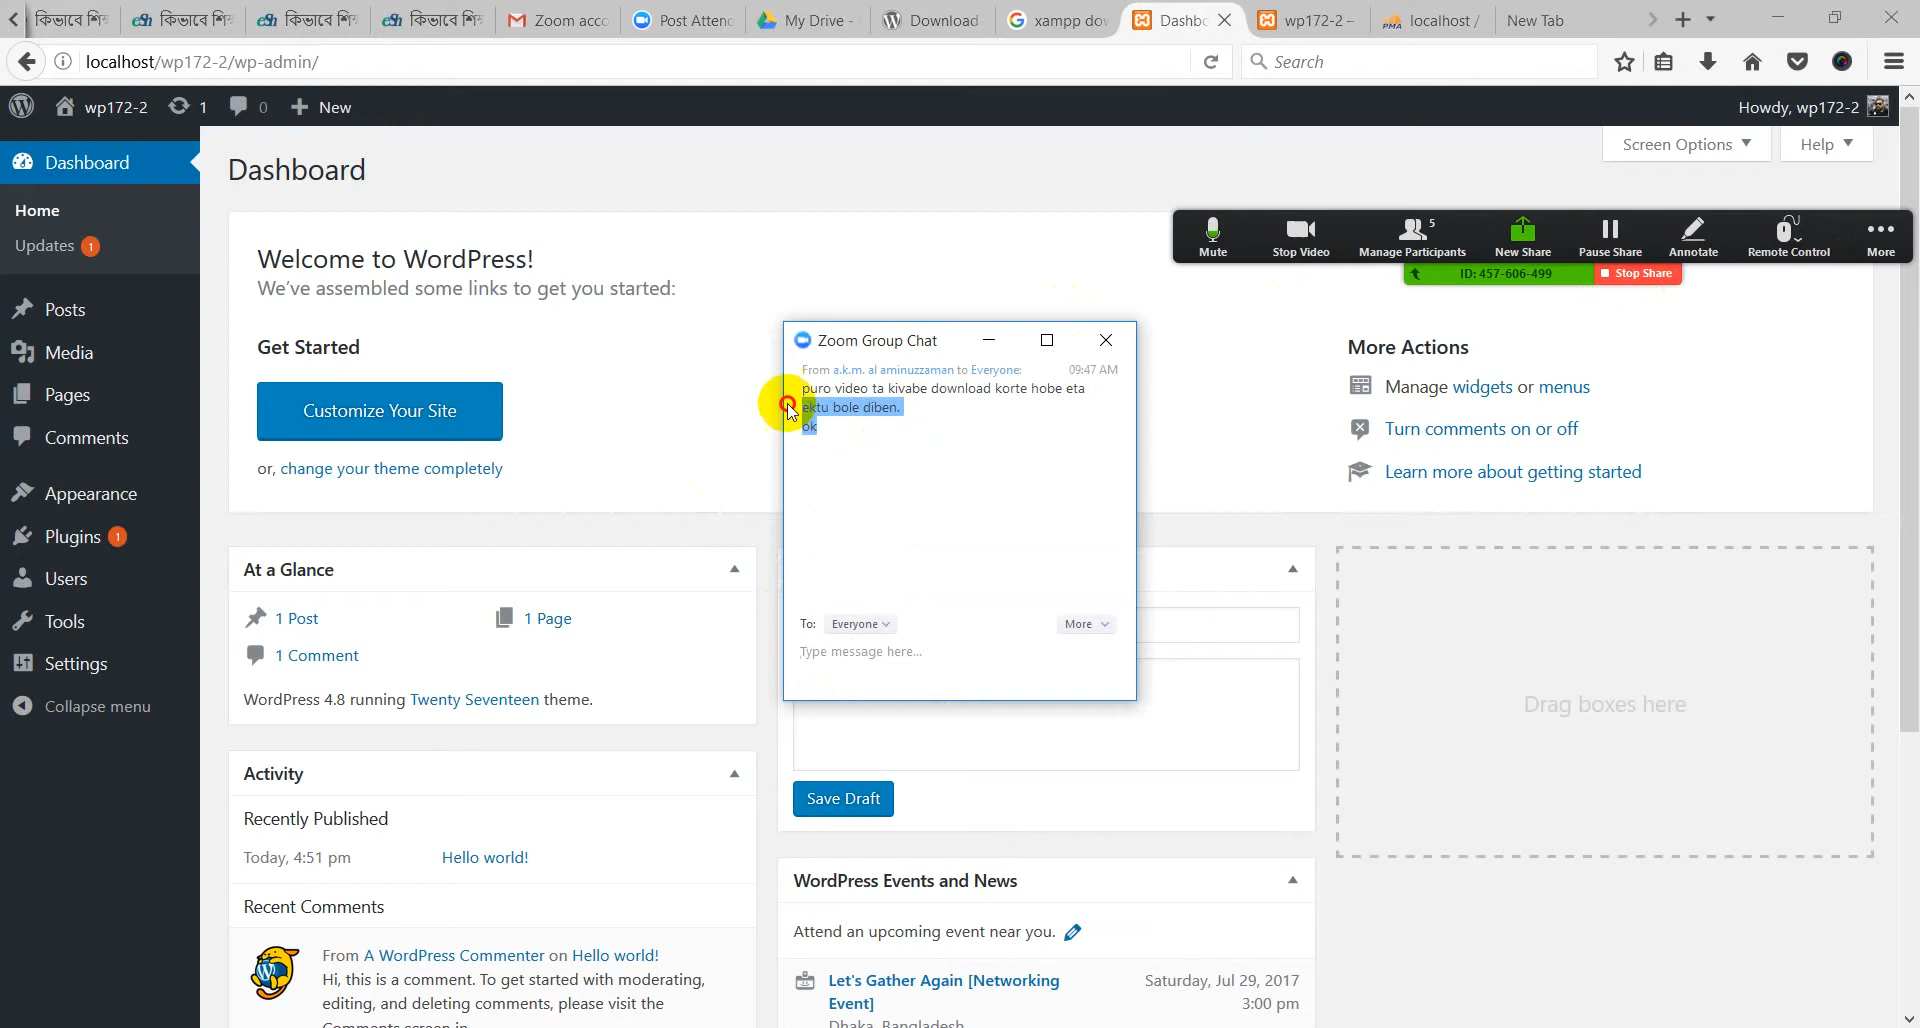 কিভাবে শি
কিভাবে শি
কিভাবে শি
কিভাবে শি
Zoom acco
Post Attend
My Drive -
Download
xampp dow
Dashbo
wp172-2 –
localhost /
New Tab
localhost/wp172-2/wp-admin/
Search
wp172-2
1
0
New
Howdy, wp172-2
Dashboard
Home
Updates 1
Posts
Media
Pages
Comments
Appearance
Plugins 1
Users
Tools
Settings
Collapse menu
Dashboard
Screen Options
Help
Welcome to WordPress!
We've assembled some links to get you started:
Get Started
Customize Your Site
or, change your theme completely
More Actions
Manage widgets or menus
Turn comments on or off
Learn more about getting started
Mute
Stop Video
5
Manage Participants
New Share
Pause Share
Annotate
Remote Control
More
ID: 457-606-499
Stop Share
Zoom Group Chat
From a.k.m. al aminuzzaman to Everyone: 09:47 AM
puro video ta kivabe download korte hobe eta
ektu bole diben.
ok
To: Everyone
More
Type message here...
At a Glance
1 Post
1 Page
1 Comment
WordPress 4.8 running Twenty Seventeen theme.
Activity
Recently Published
Today, 4:51 pm Hello world!
Recent Comments
From A WordPress Commenter on Hello world!
Hi, this is a comment. To get started with moderating,
editing, and deleting comments, please visit the
Comments screen in
Save Draft
WordPress Events and News
Attend an upcoming event near you.
Let's Gather Again [Networking
Event]
Dhaka, Bangladesh
Saturday, Jul 29, 2017
3:00 pm
Drag boxes here